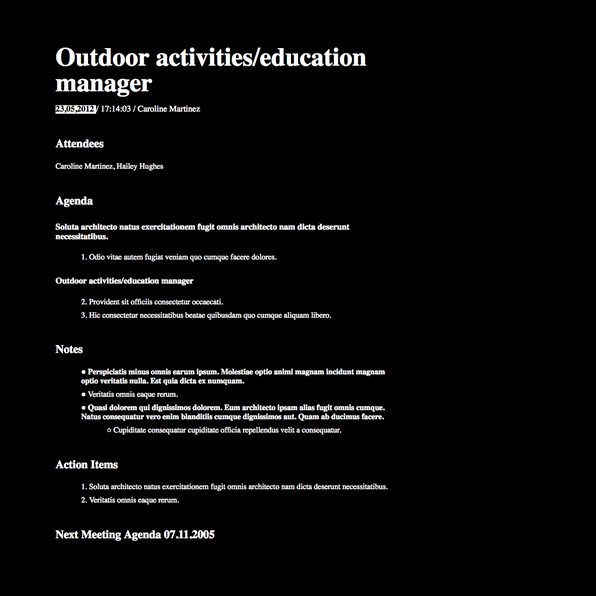 Outdoor activities/education
manager
23.05.2012 / 17:14:03 / Caroline Martinez
Attendees
Caroline Martinez, Hailey Hughes
Agenda
Soluta architecto natus exercitationem fugit omnis architecto nam dicta deserunt
necessitatibus.
1. Odio vitae autem fugiat veniam quo cumque facere dolores.
Outdoor activities/education manager
2. Provident sit officiis consectetur occaecati.
3. Hic consectetur necessitatibus beatae quibusdam quo cumque aliquam libero.
Notes
● Perspiciatis minus omnis earum ipsum. Molestiae optio animi magnam incidunt magnam
optio veritatis nulla. Est quia dicta ex numquam.
● Veritatis omnis eaque rerum.
● Quasi dolorem qui dignissimos dolorem. Eum architecto ipsam alias fugit omnis cumque.
Natus consequatur vero enim blanditiis cumque dignissimos aut. Quam ab ducimus facere.
○ Cupiditate consequatur cupiditate officia repellendus velit a consequatur.
Action Items
1. Soluta architecto natus exercitationem fugit omnis architecto nam dicta deserunt necessitatibus.
2. Veritatis omnis eaque rerum.
Next Meeting Agenda 07.11.2005